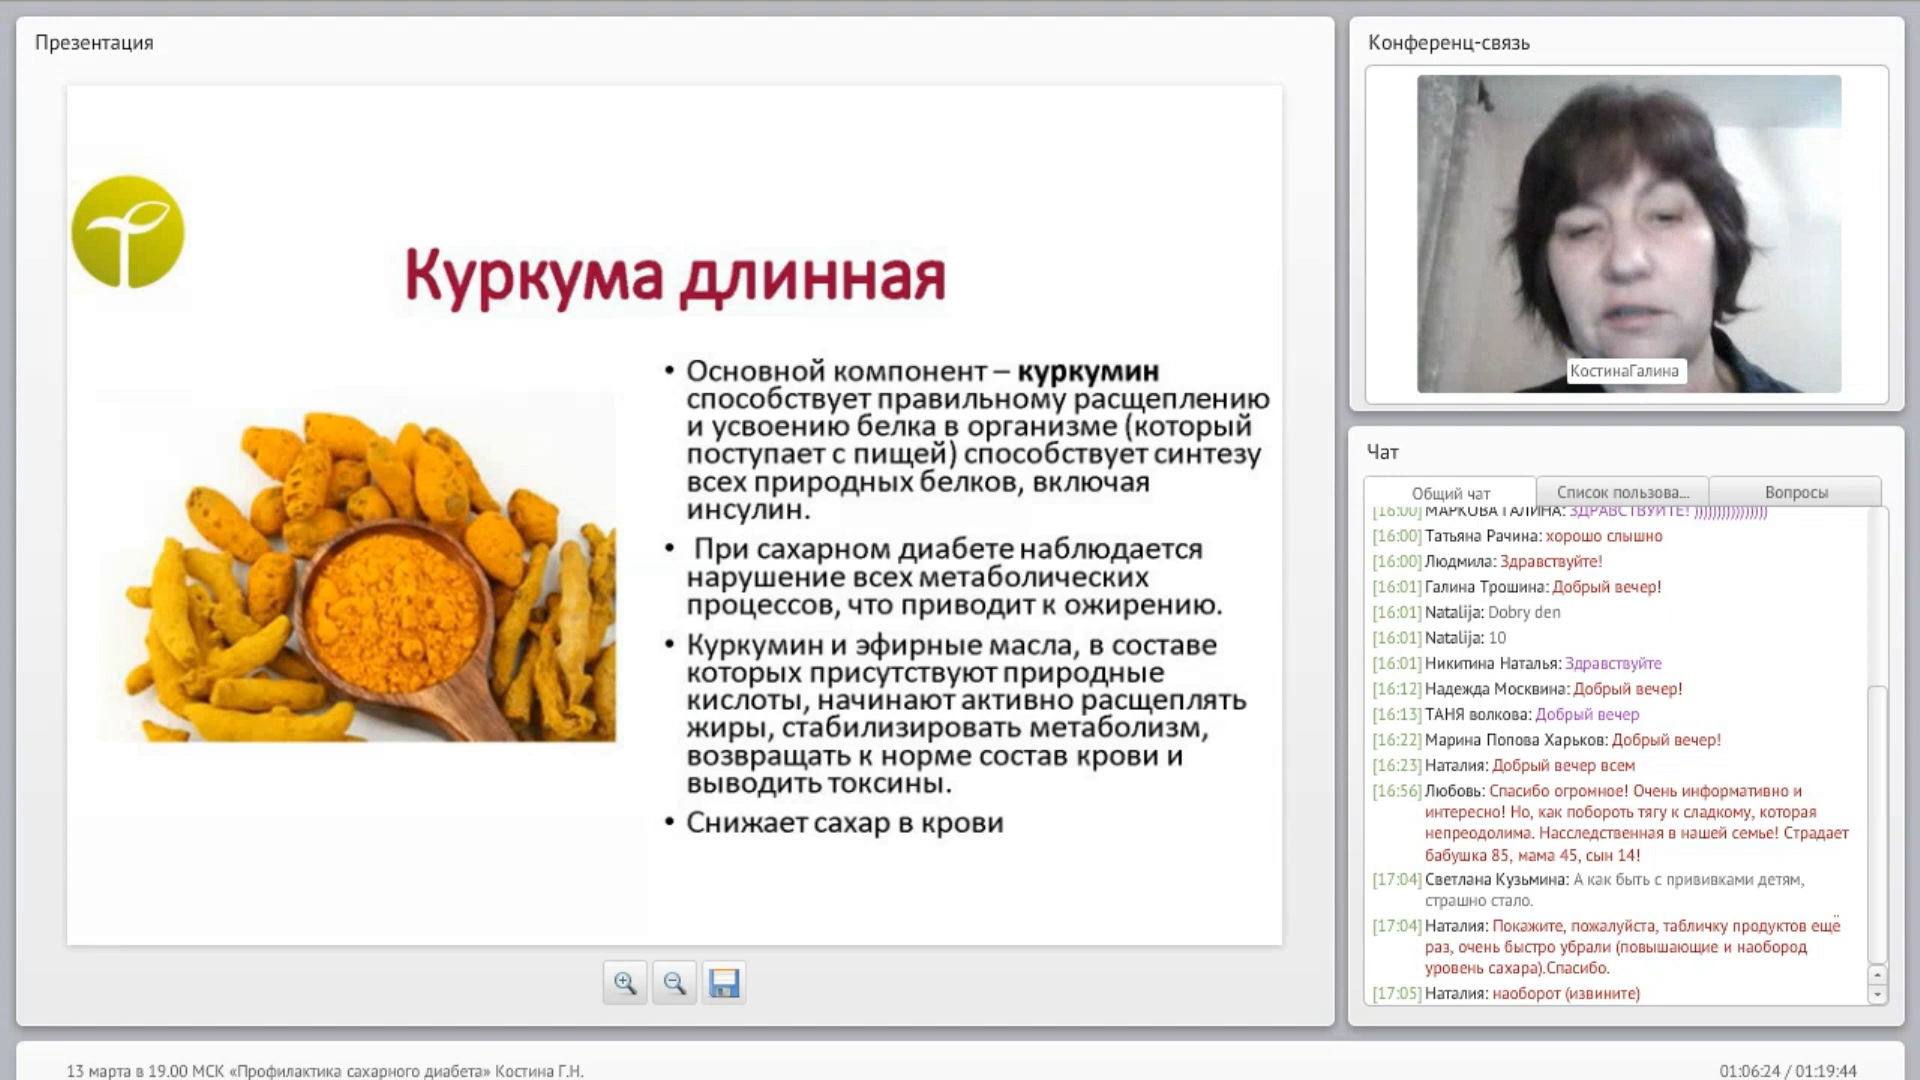 Презентация
Куркума длинная
• Основной компонент – куркумин
способствует правильному расщеплению
и усвоению белка в организме (который
поступает с пищей) способствует синтезу
всех природных белков, включая
инсулин.
• При сахарном диабете наблюдается
нарушение всех метаболических
процессов, что приводит к ожирению.
• Куркумин и эфирные масла, в составе
которых присутствуют природные
кислоты, начинают активно расщеплять
жиры, стабилизировать метаболизм,
возвращать к норме состав крови и
выводить токсины.
• Снижает сахар в крови
Конференц-связь
КостинаГалина
Чат
Общий чат
Список пользова...
Вопросы
[16:00] МАРКОВА ГАЛИНА: ЗДРАВСТВУЙТЕ! ))))))))))))))))
[16:00] Татьяна Рачина: хорошо слышно
[16:00] Людмила: Здравствуйте!
[16:01] Галина Трошина: Добрый вечер!
[16:01] Natalija: Dobry den
[16:01] Natalija: 10
[16:01] Никитина Наталья: Здравствуйте
[16:12] Надежда Москвина: Добрый вечер!
[16:13] ТАНЯ волкова: Добрый вечер
[16:22] Марина Попова Харьков: Добрый вечер!
[16:23] Наталия: Добрый вечер всем
[16:56] Любовь: Спасибо огромное! Очень информативно и
интересно! Но, как побороть тягу к сладкому, которая
непреодолима. Насследственная в нашей семье! Страдает
бабушка 85, мама 45, сын 14!
[17:04] Светлана Кузьмина: А как быть с прививками детям,
страшно стало.
[17:04] Наталия: Покажите, пожалуйста, табличку продуктов ещё
раз, очень быстро убрали (повышающие и наобород
уровень сахара).Спасибо.
[17:05] Наталия: наоборот (извините)
13 марта в 19.00 МСК «Профилактика сахарного диабета» Костина Г.Н.
01:06:24 / 01:19:44